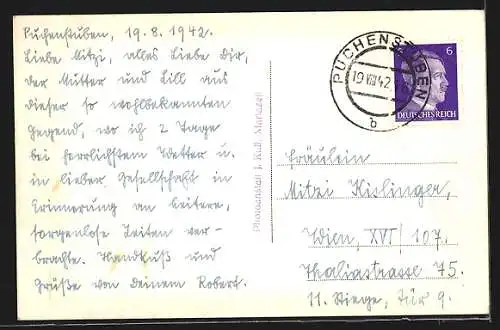 Puchenstuben, 19.8.1942.
Liebe Mitzi, alles Liebe Dir,
der Mutter und Lill aus
dieser so wohlbekannten
Gegend, wo ich 2 Tage
bei herrlichstem Wetter u.
in lieber Gesellschaft in
Erinnerung an heitere,
sorgenlose Zeiten ver-
brachte. Handkuß und
Grüße von deinem Robert.
Photoanstalt J. Kuß, Mariazell
PUCHENSTUBEN
19 VIII 42
b
6
DEUTSCHES REICH
Fräulein
Mitzi Kislinger,
Wien, XVI/107.
Thaliastrasse 75.
11. Stiege, Tür 9.